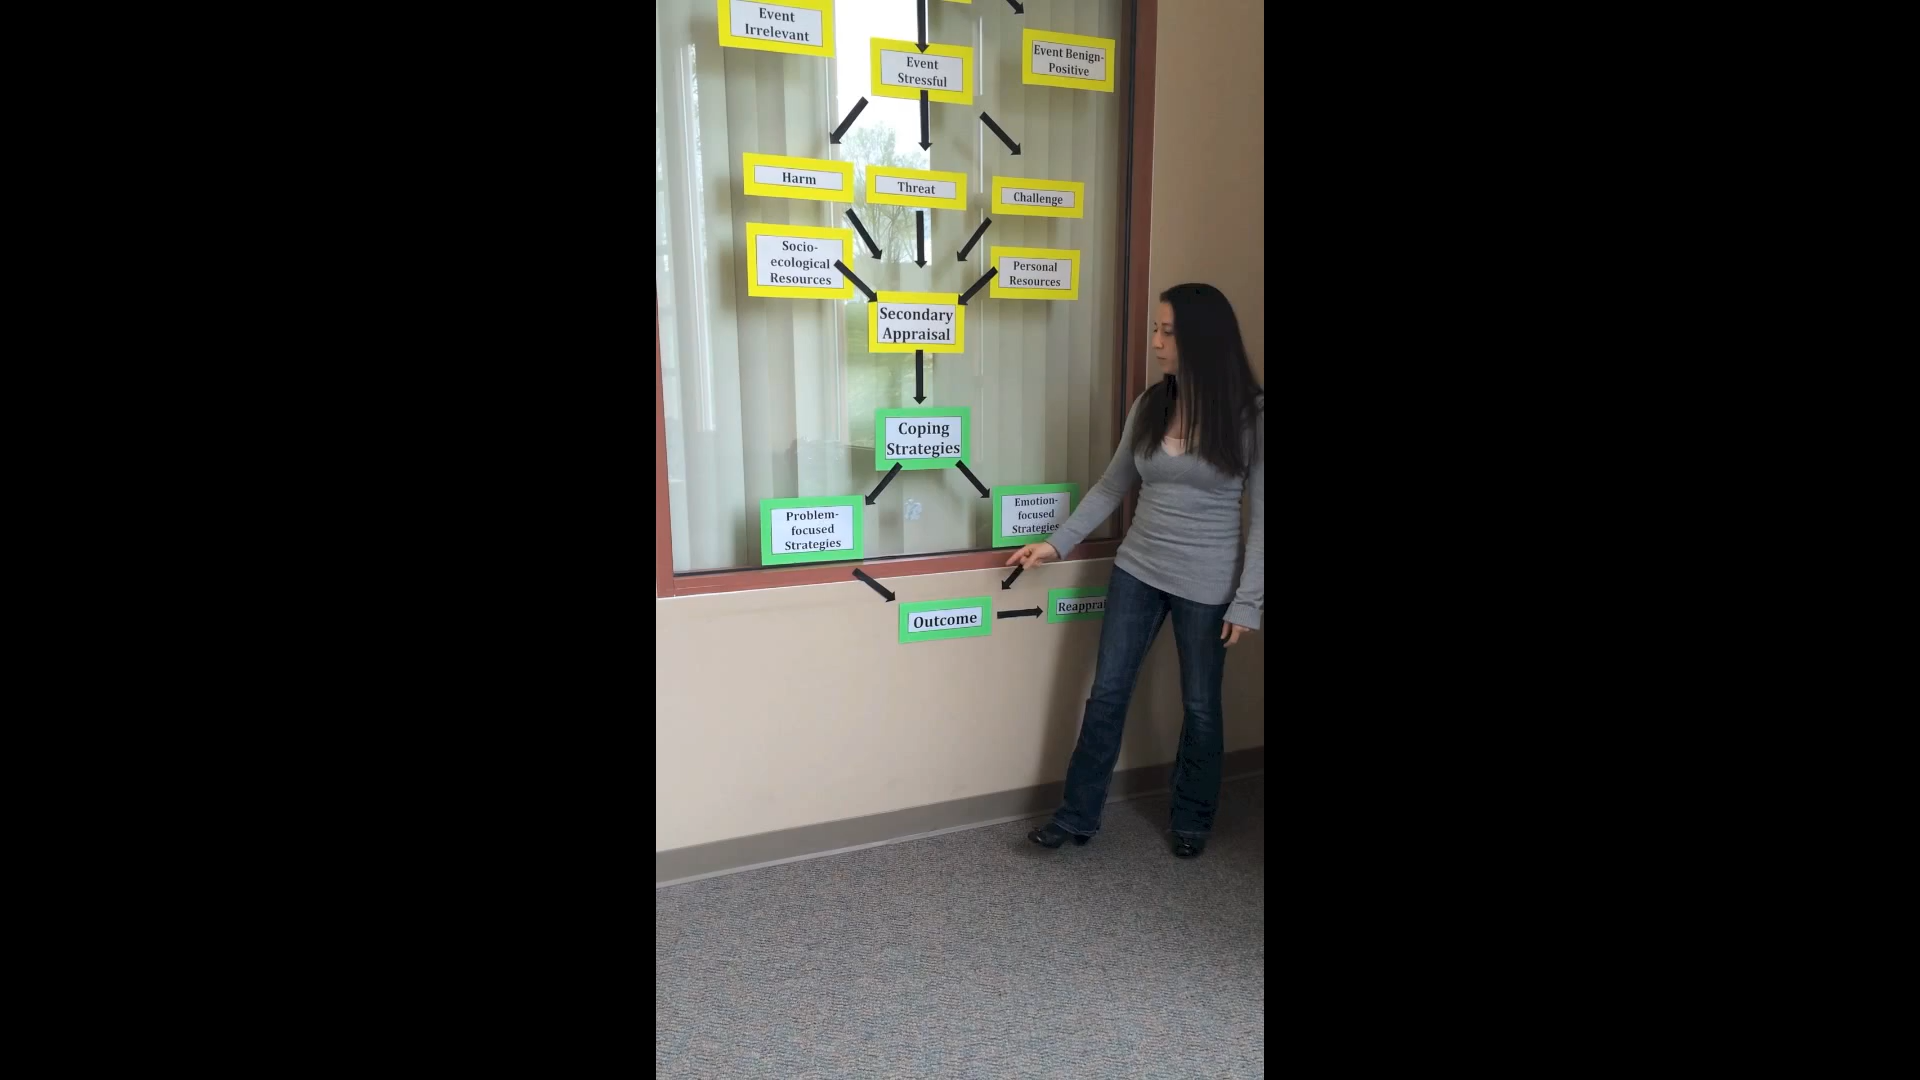 Event
Irrelevant
Event
Stressful
Event Benign-
Positive
Harm
Threat
Challenge
Socio-
ecological
Resources
Personal
Resources
Secondary
Appraisal
Coping
Strategies
Problem-
focused
Strategies
Emotion-
focused
Strategies
Outcome
Reapprai